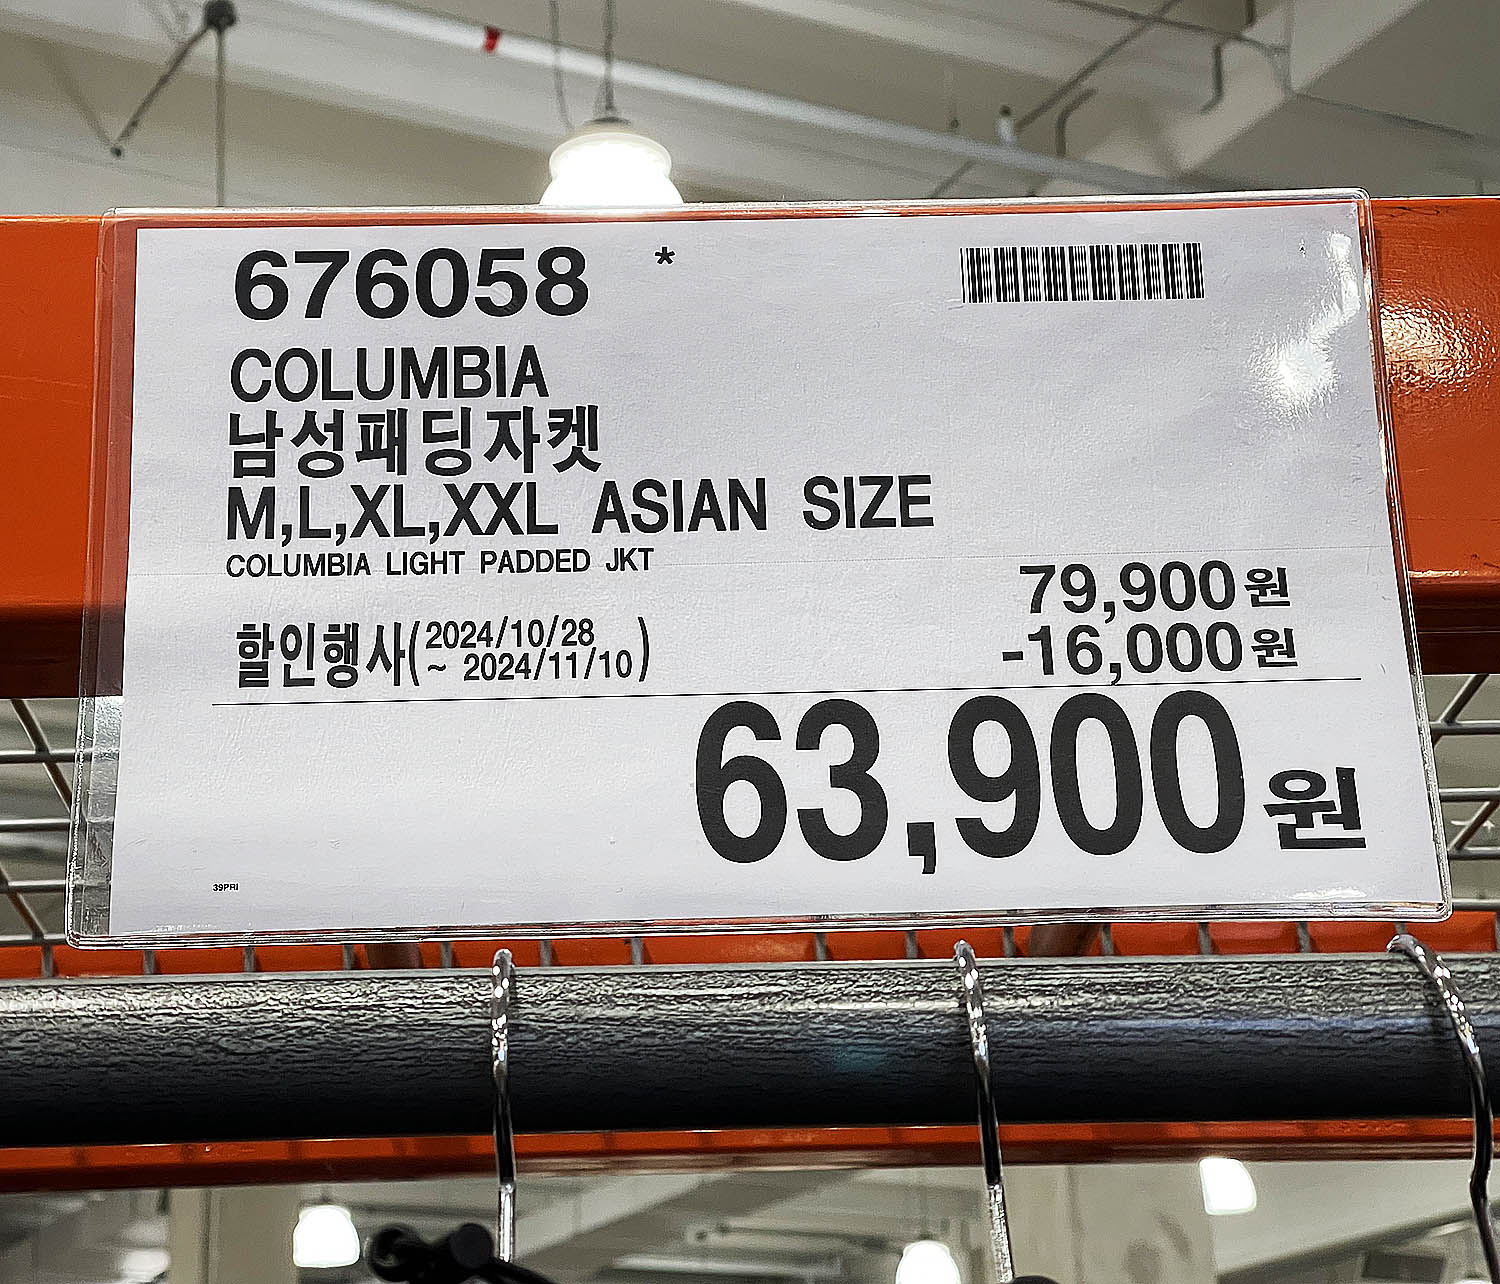 676058 *
COLUMBIA
남성패딩자켓
M,L,XL,XXL ASIAN SIZE
COLUMBIA LIGHT PADDED JKT
79,900원
할인행사(2024/10/28 ~ 2024/11/10)
-16,000원
63,900원
39PRI